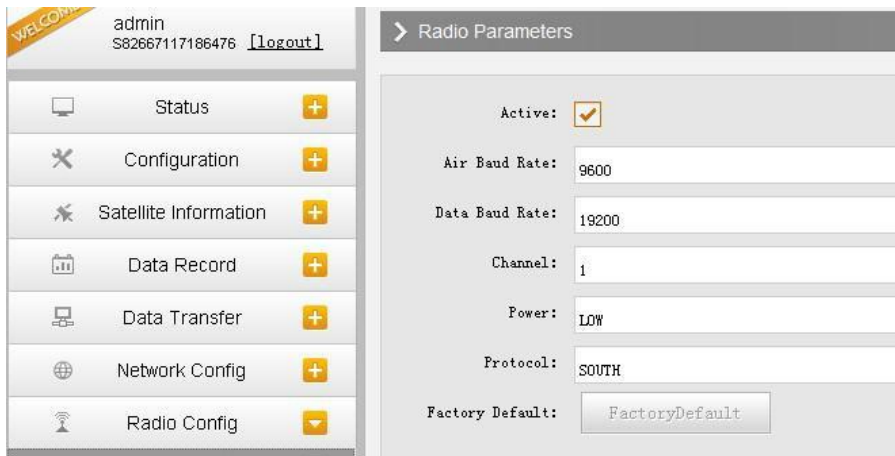 WELCOME
admin
S82667117186476 [logout]
Status
Configuration
Satellite Information
Data Record
Data Transfer
Network Config
Radio Config
Radio Parameters
Active:
Air Baud Rate: 9600
Data Baud Rate: 19200
Channel: 1
Power: LOW
Protocol: SOUTH
Factory Default: FactoryDefault